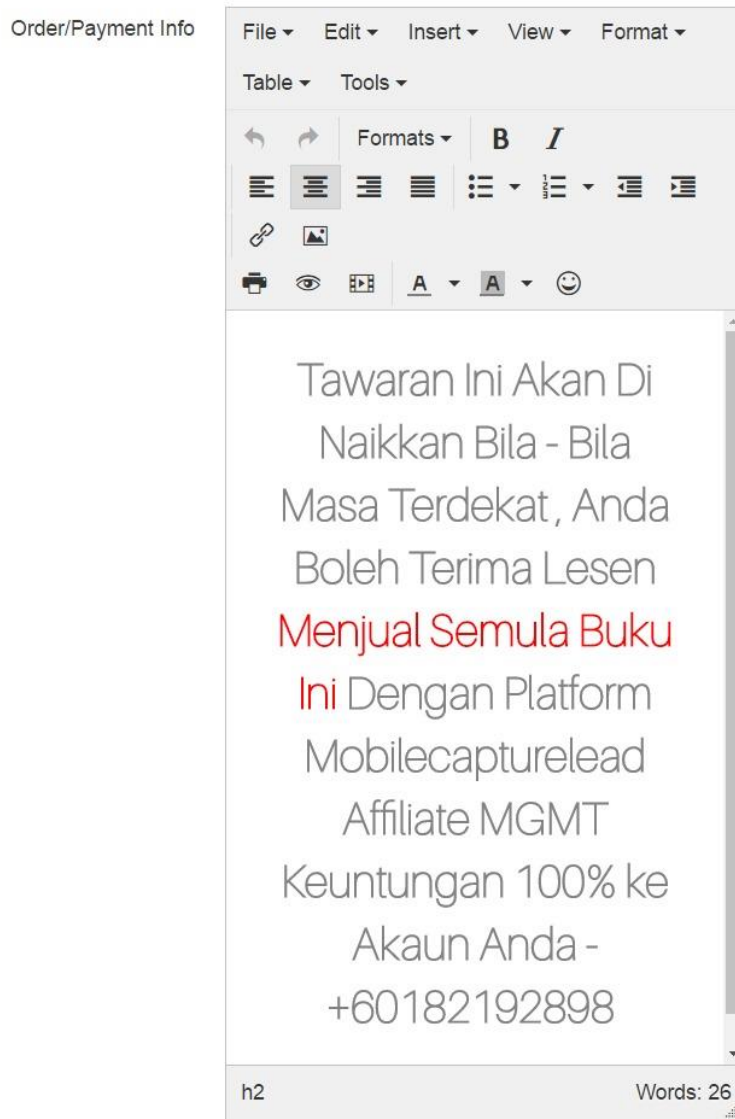 Order/Payment Info
File Edit Insert View Format
Table Tools
Formats B I
A A
Tawaran Ini Akan Di
Naikkan Bila - Bila
Masa Terdekat , Anda
Boleh Terima Lesen
Menjual Semula Buku
Ini Dengan Platform
Mobilecapturelead
Affiliate MGMT
Keuntungan 100% ke
Akaun Anda -
+60182192898
h2 Words: 26